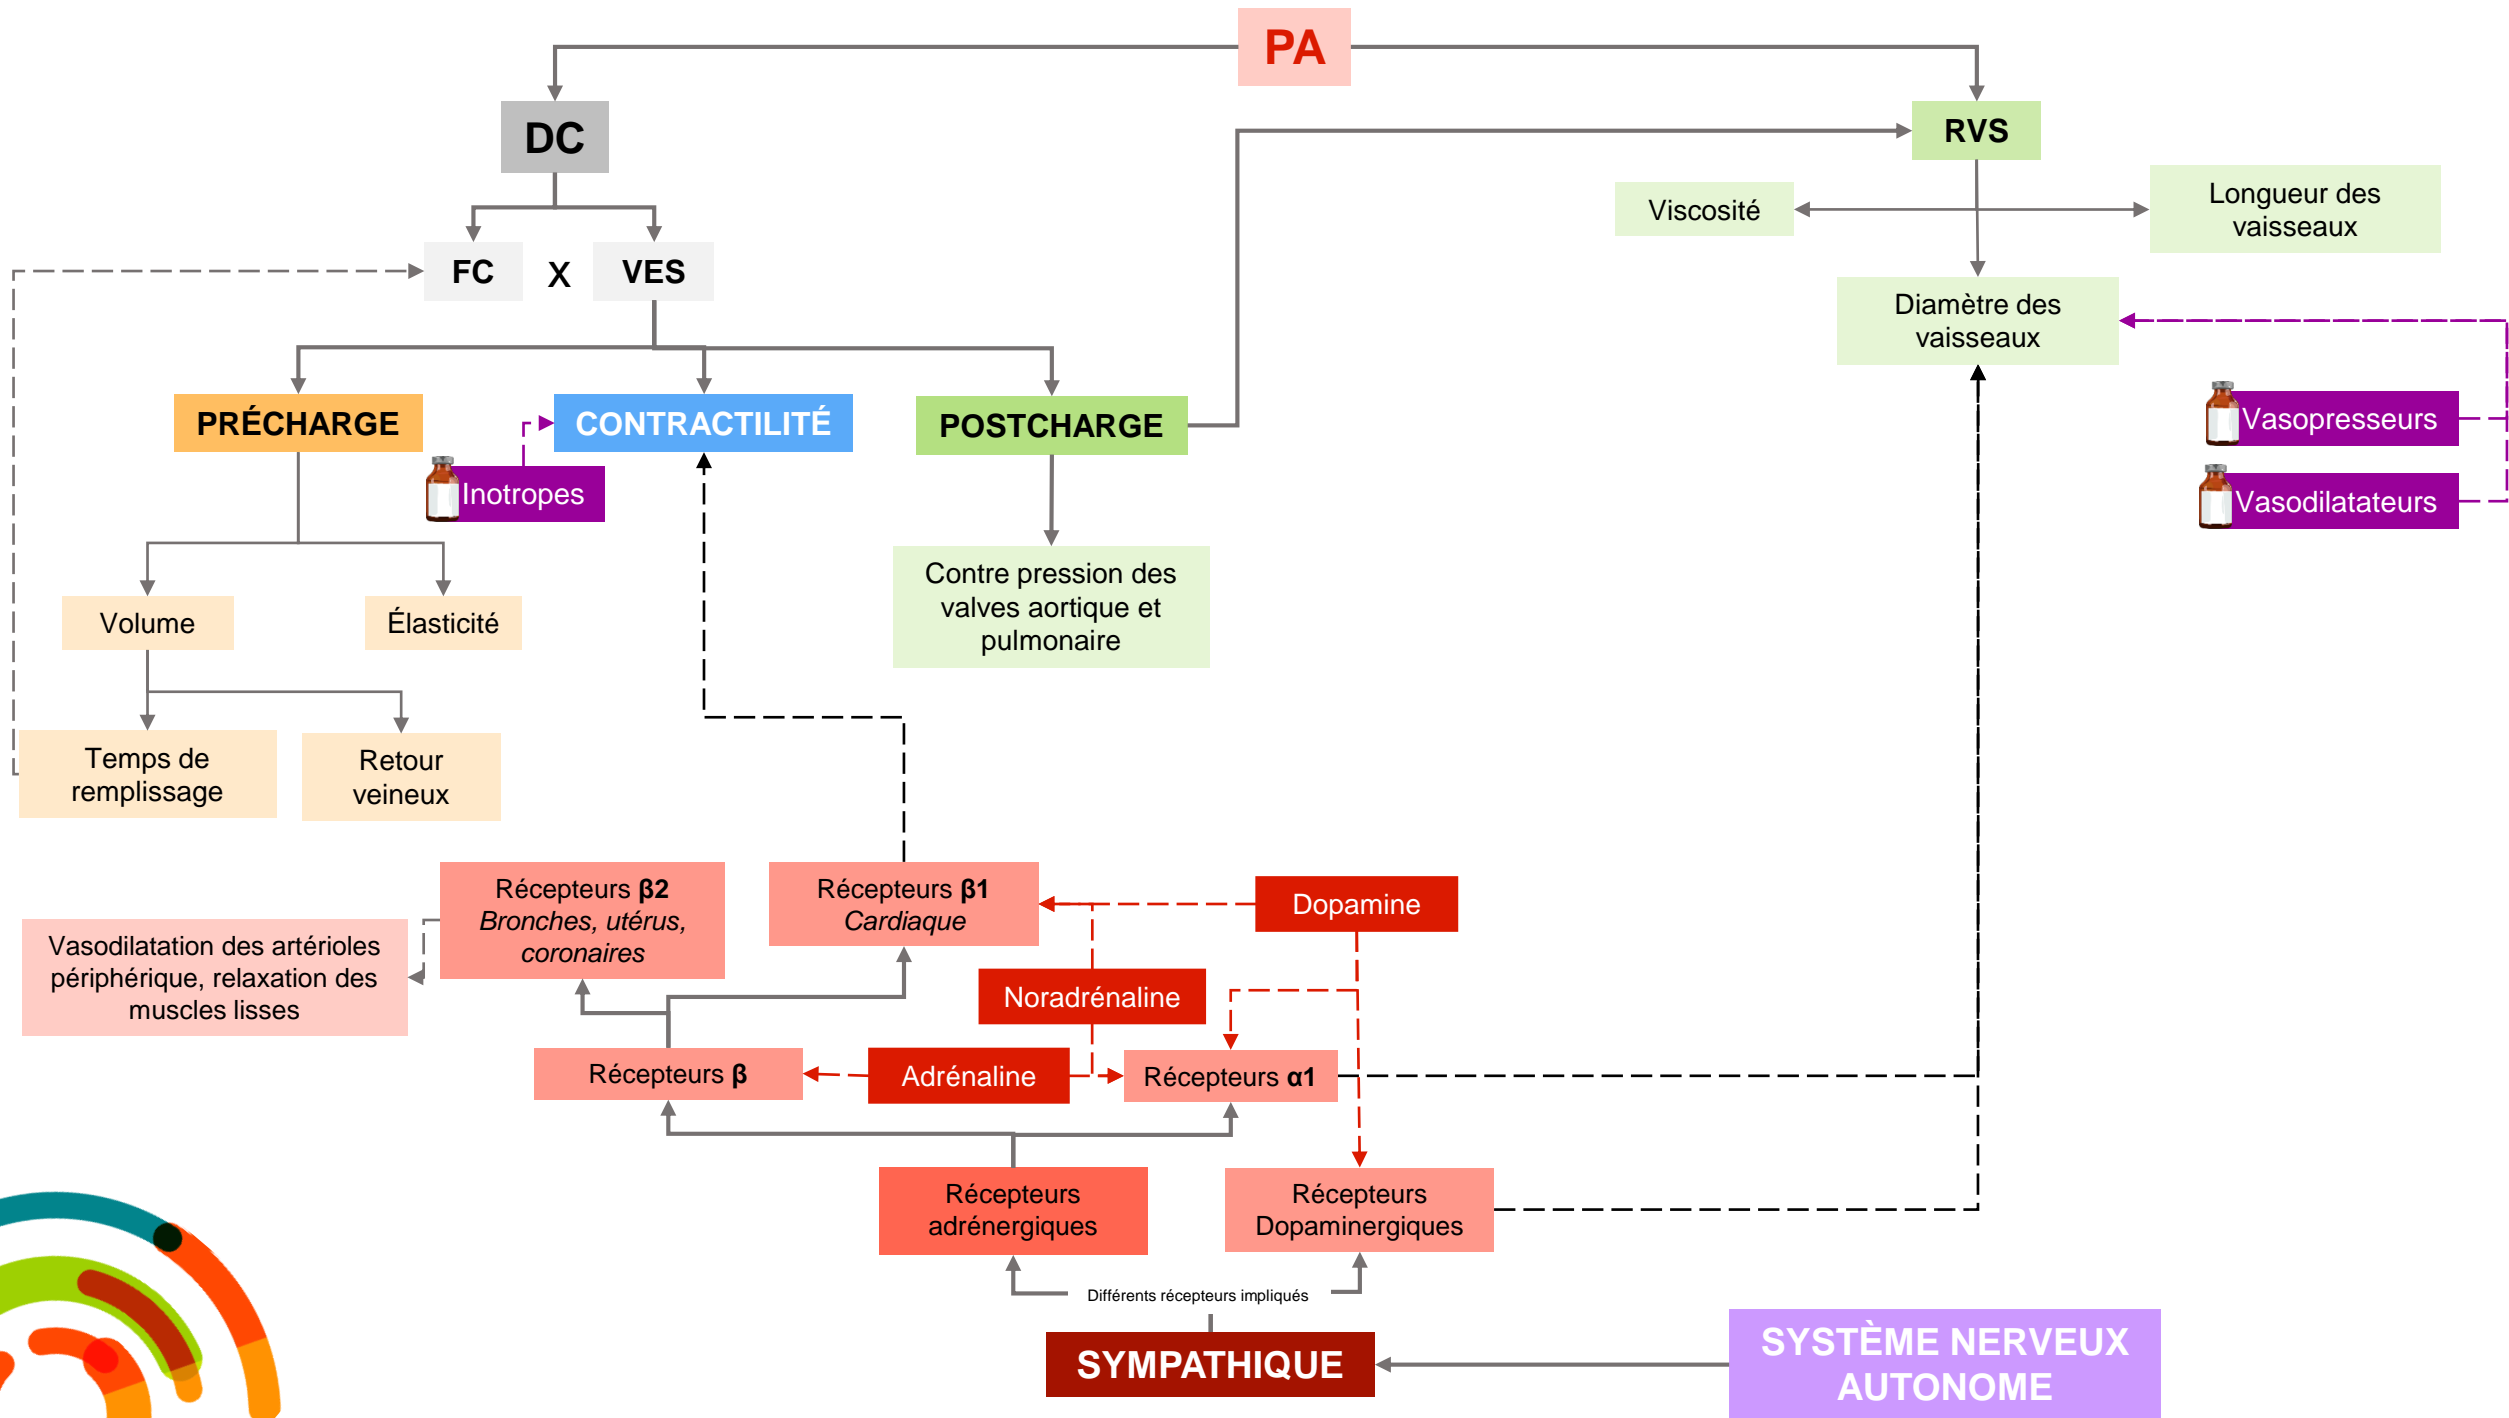 PA
DC
RVS
Viscosité
Longueur des
vaisseaux
FC
X
VES
Diamètre des
vaisseaux
PRÉCHARGE
CONTRACTILITÉ
POSTCHARGE
Vasopresseurs
Inotropes
Vasodilatateurs
Contre pression des
valves aortique et
pulmonaire
Volume
Élasticité
Temps de
remplissage
Retour
veineux
Récepteurs β2
Bronches, utérus,
coronaires
Récepteurs β1
Cardiaque
Dopamine
Vasodilatation des artérioles
périphérique, relaxation des
muscles lisses
Noradrénaline
Récepteurs β
Adrénaline
Récepteurs α1
Récepteurs
adrénergiques
Récepteurs
Dopaminergiques
Différents récepteurs impliqués
SYMPATHIQUE
SYSTÈME NERVEUX
AUTONOME